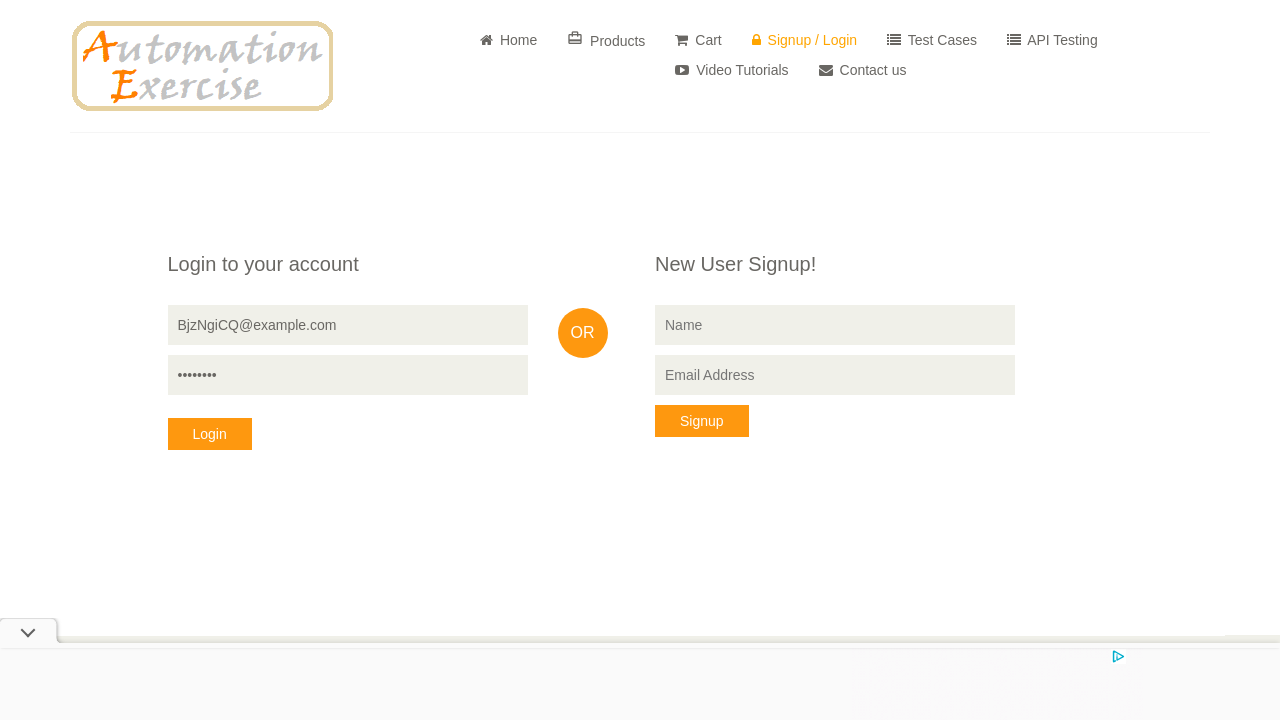 Automation
Exercise
Home
Products
Cart
Signup / Login
Test Cases
API Testing
Video Tutorials
Contact us
Login to your account
BjzNgiCQ@example.com
••••••••
Login
OR
New User Signup!
Name
Email Address
Signup